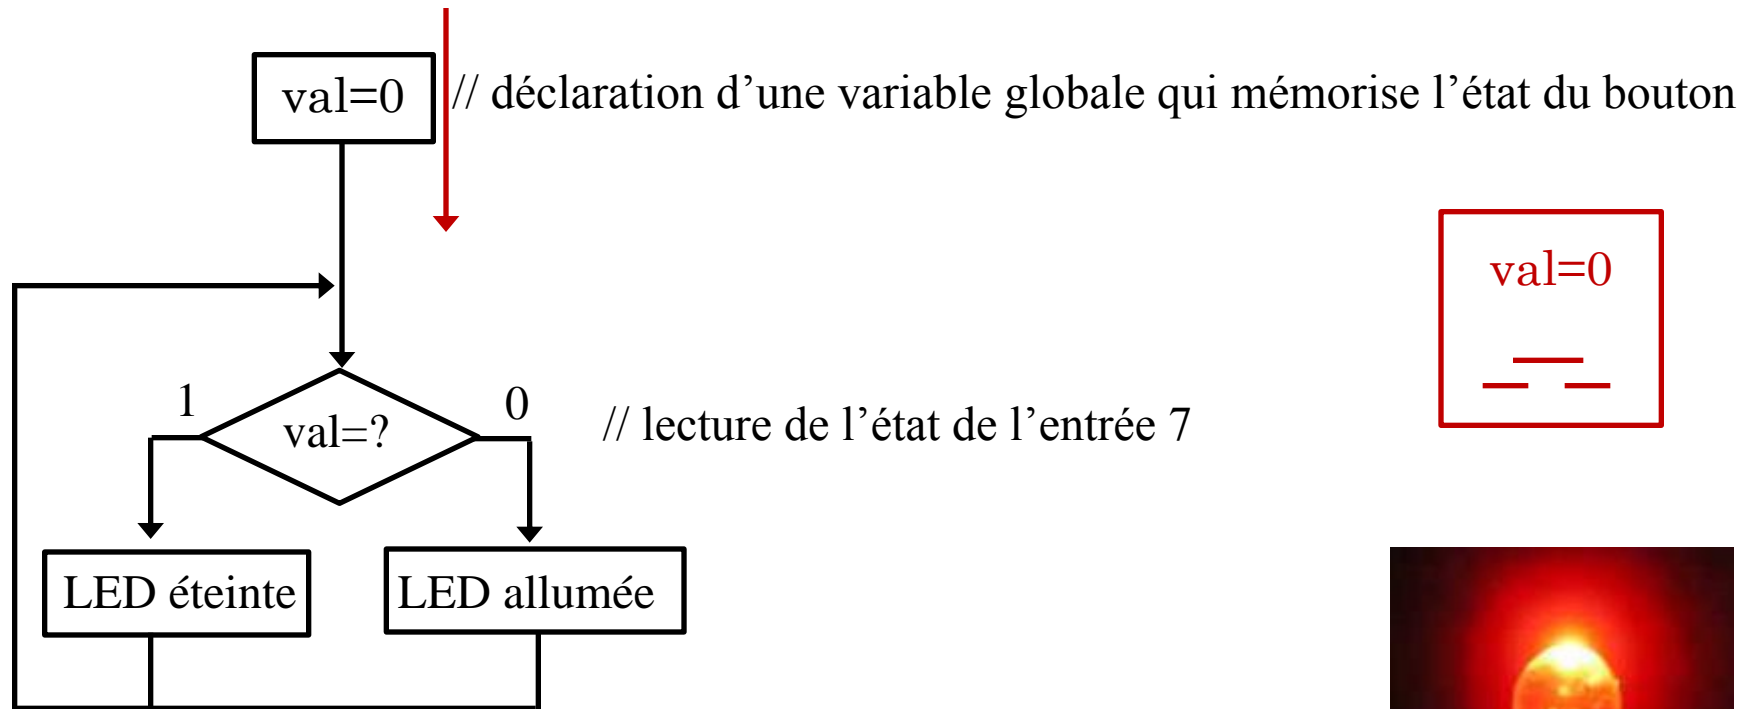 val=0 // déclaration d’une variable globale qui mémorise l’état du bouton
val=0
1 0
val=? // lecture de l’état de l’entrée 7
LED éteinte LED allumée